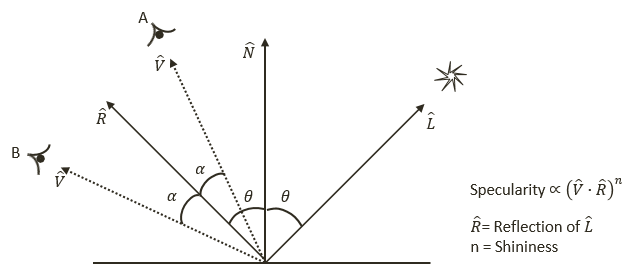 A
V̂
N̂
R̂
L̂
B
V̂
α
α
θ
θ
Specularity ∝ (V̂ · R̂)ⁿ
R̂= Reflection of L̂
n = Shininess